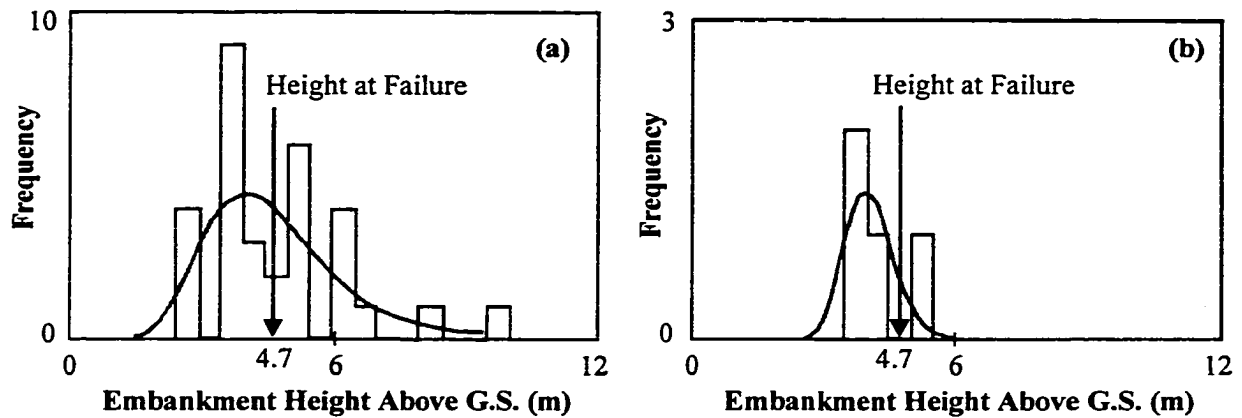 10
(a)
Height at Failure
Frequency
0
0
4.7
6
12
Embankment Height Above G.S. (m)
3
(b)
Height at Failure
Frequency
0
0
4.7
6
12
Embankment Height Above G.S. (m)